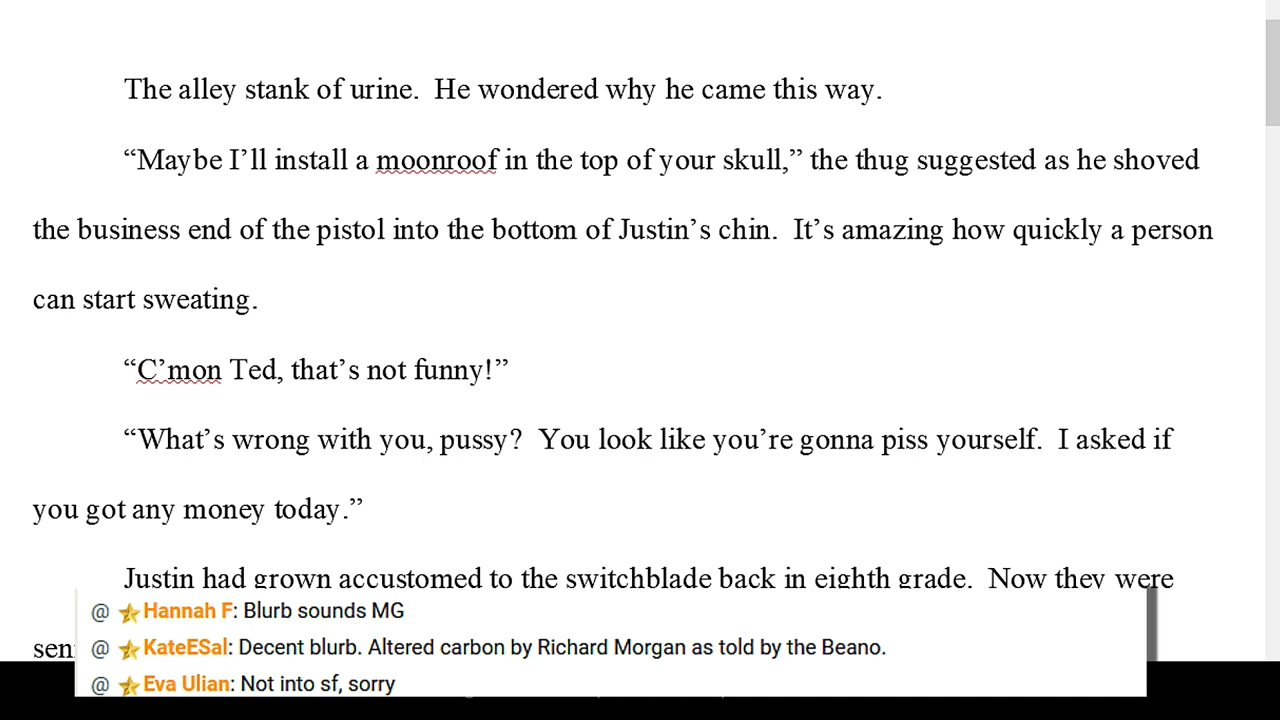 The alley stank of urine.  He wondered why he came this way.
“Maybe I’ll install a moonroof in the top of your skull,” the thug suggested as he shoved
the business end of the pistol into the bottom of Justin’s chin.  It’s amazing how quickly a person
can start sweating.
“C’mon Ted, that’s not funny!”
“What’s wrong with you, pussy?  You look like you’re gonna piss yourself.  I asked if
you got any money today.”
Justin had grown accustomed to the switchblade back in eighth grade.  Now they were
@ Hannah F: Blurb sounds MG
@ KateESal: Decent blurb. Altered carbon by Richard Morgan as told by the Beano.
@ Eva Ulian: Not into sf, sorry